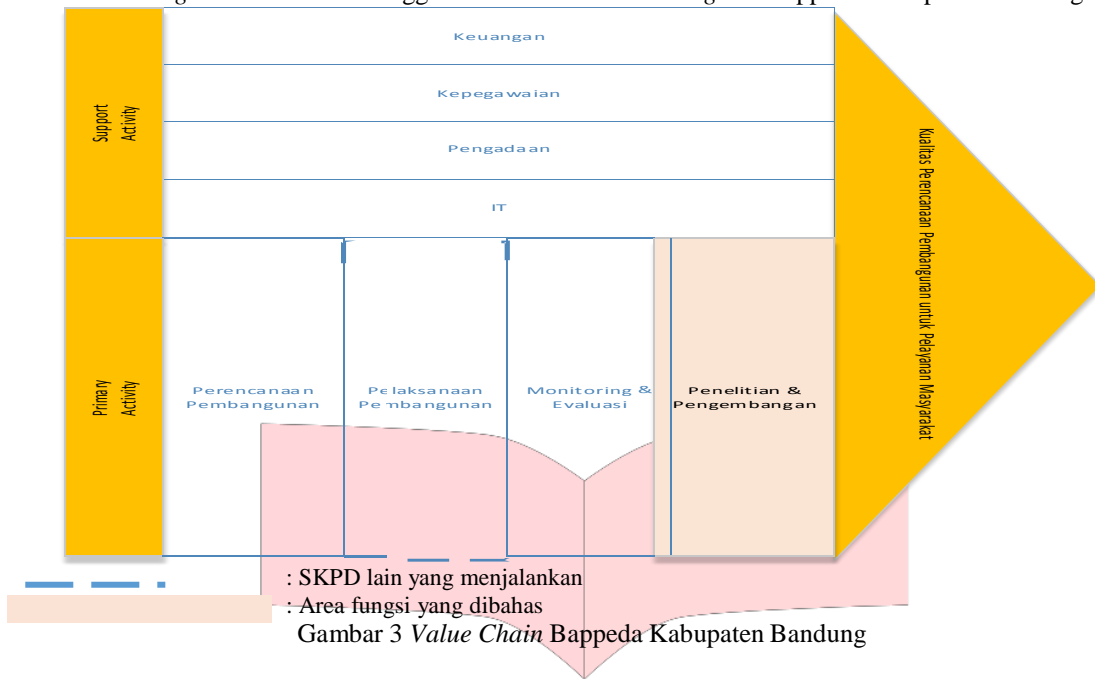 Keuangan
Support
Activity
Kepegawaian
Pengadaan
IT
Primary
Activity
Perencanaan
Pembangunan
Pelaksanaan
Pembangunan
Monitoring &
Evaluasi
Penelitian &
Pengembangan
Kualitas Perencanaan Pembangunan untuk Pelayanan Masyarakat
: SKPD lain yang menjalankan
: Area fungsi yang dibahas
Gambar 3 Value Chain Bappeda Kabupaten Bandung